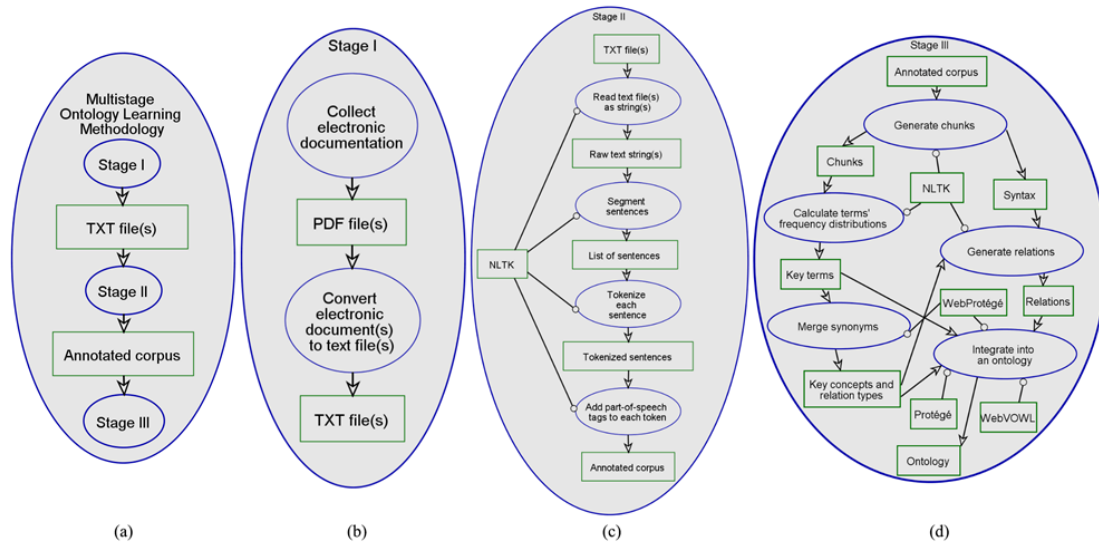 Multistage
Ontology Learning
Methodology
Stage I
TXT file(s)
Stage II
Annotated corpus
Stage III
(a)
Stage I
Collect
electronic
documentation
PDF file(s)
Convert
electronic
document(s)
to text file(s)
TXT file(s)
(b)
Stage II
TXT file(s)
Read text file(s)
as string(s)
Raw text string(s)
Segment
sentences
NLTK
List of sentences
Tokenize
each
sentence
Tokenized sentences
Add part-of-speech
tags to each token
Annotated corpus
(c)
Stage III
Annotated corpus
Generate chunks
Chunks
NLTK
Syntax
Calculate terms'
frequency distributions
Generate relations
Key terms
WebProtégé
Relations
Merge synonyms
Integrate into
an ontology
Key concepts and
relation types
Protégé
WebVOWL
Ontology
(d)